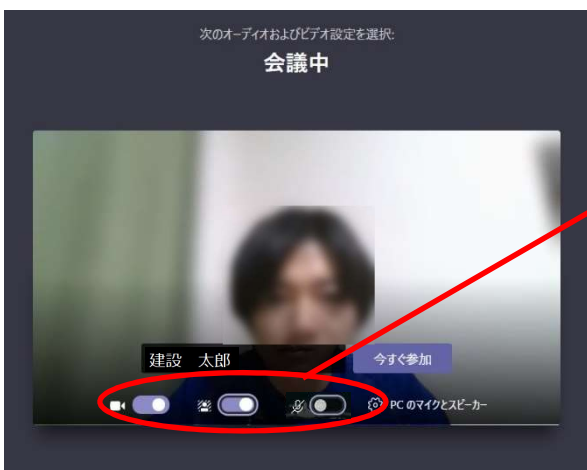 次のオーディオおよびビデオ設定を選択:
会議中
建設　太郎
今すぐ参加
PC のマイクとスピーカー